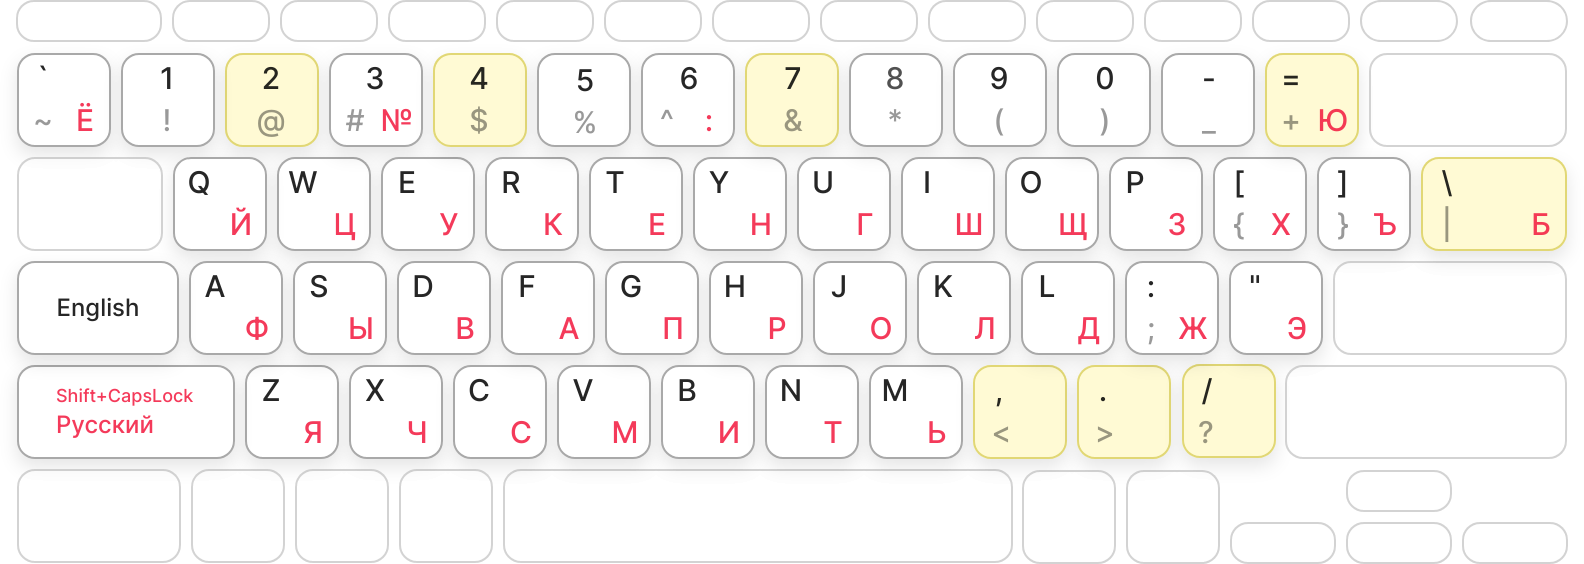 ` 1 2 3 4 5 6 7 8 9 0 - =
~ Ё ! @ # № $ % ^ : & * ( ) _ + Ю
Q W E R T Y U I O P [ ] \
Й Ц У К Е Н Г Ш Щ З { Х } Ъ | Б
English A S D F G H J K L : "
Ф Ы В А П Р О Л Д ; Ж Э
Shift+CapsLock
Русский
Z X C V B N M , . /
Я Ч С М И Т Ь < > ?